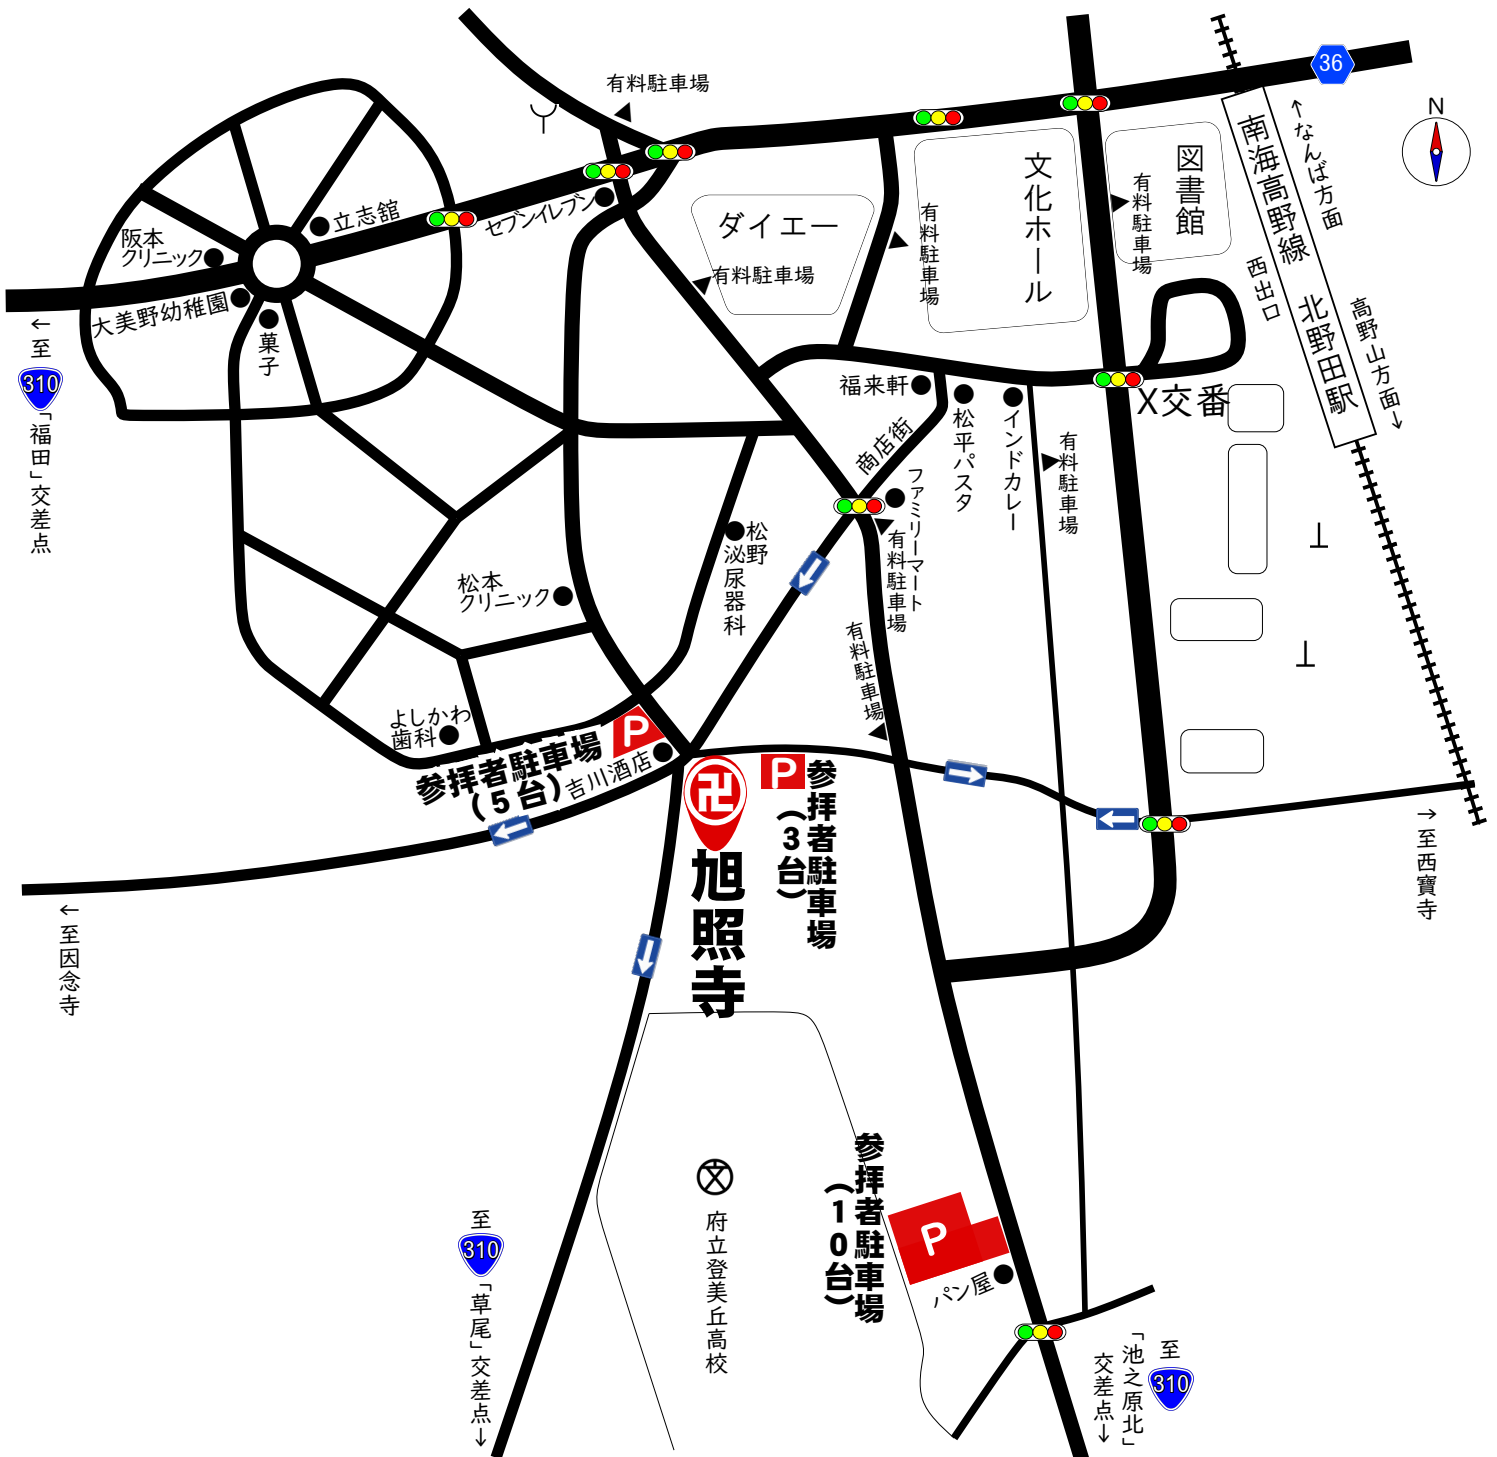 有料駐車場
36
N
南海高野線 北野田駅
←なんば方面
高野山方面→
西出口
図書館
有料駐車場
文化ホール
有料駐車場
ダイエー
有料駐車場
セブンイレブン
立志舘
阪本
クリニック
大美野幼稚園
菓子
←至
310
「福田」交差点
福来軒
商店街
松平パスタ
インドカレー
有料駐車場
X交番
ファミリーマート
有料駐車場
有料駐車場
松野
泌尿器科
松本
クリニック
よしかわ
歯科
P
参拝者駐車場
(5台)
吉川酒店
卍
旭照寺
P
参拝者駐車場
(3台)
→至西寶寺
←至因念寺
文
府立登美丘高校
参拝者駐車場
(10台)
P
パン屋
至
310
「草尾」交差点→
至
310
「池之原北」
交差点→